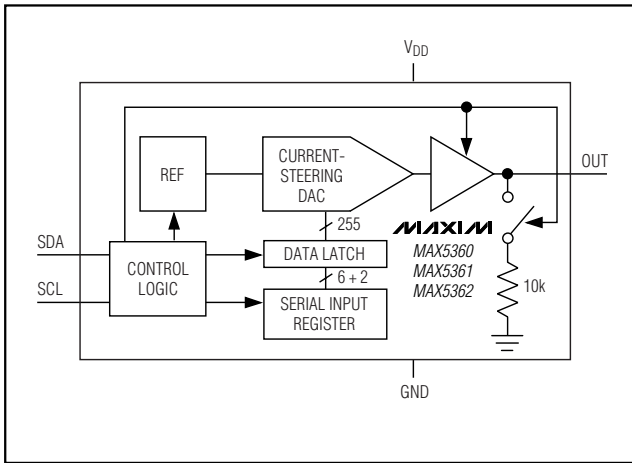 VDD
REF
CURRENT-
STEERING
DAC
OUT
255
SDA
CONTROL
LOGIC
DATA LATCH
MAXIM
MAX5360
MAX5361
MAX5362
6 + 2
SCL
SERIAL INPUT
REGISTER
10k
GND